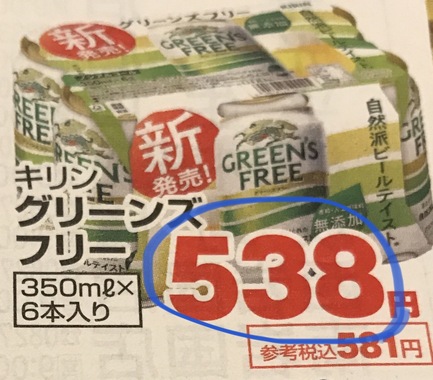 グリーンズフリー
新
発売!
GREEN'S
FREE
新
発売!
GREEN'S
FREE
自然派ビールテイスト
無添加
キリン
グリーンズ
フリー
350mℓ×
6本入り
538円
参考税込581円